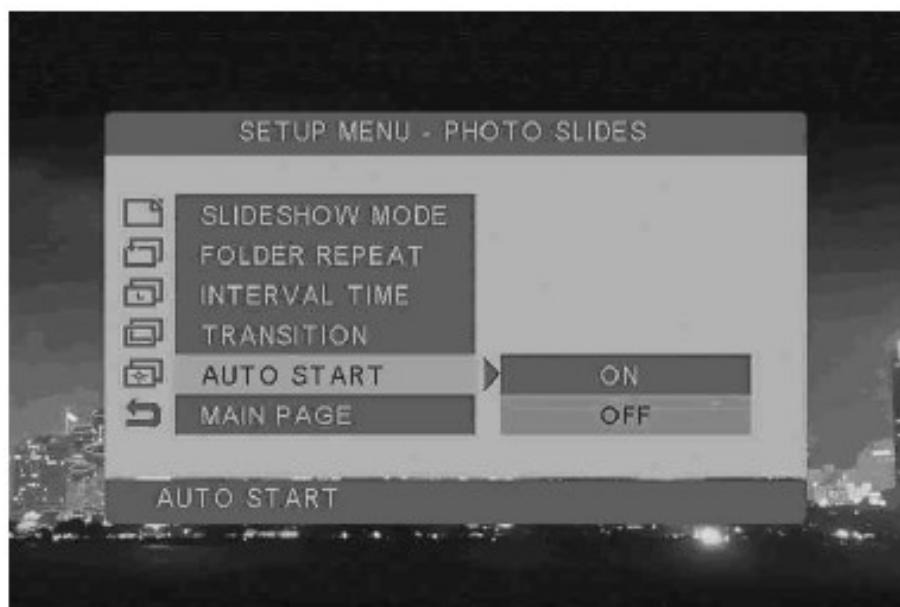 SETUP MENU - PHOTO SLIDES
SLIDESHOW MODE
FOLDER REPEAT
INTERVAL TIME
TRANSITION
AUTO START
ON
MAIN PAGE
OFF
AUTO START